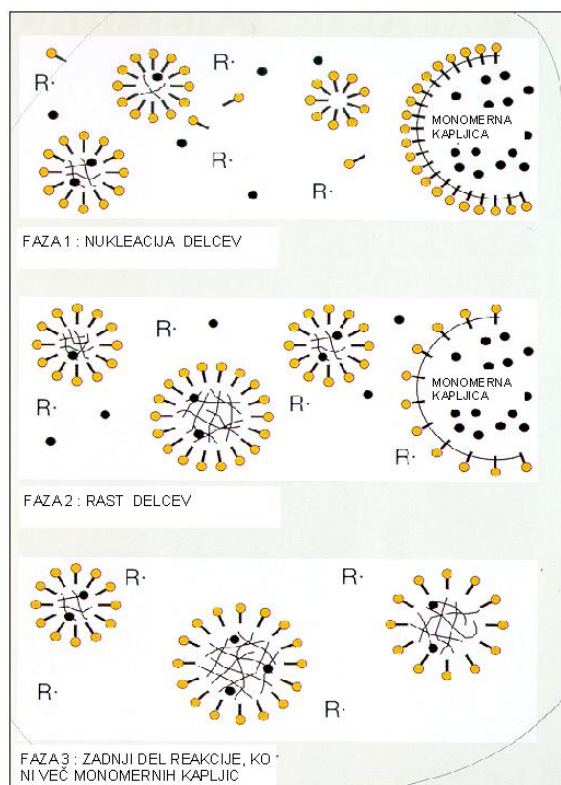 R·
R·
R·
R·
MONOMERNA
KAPLJICA
FAZA 1 : NUKLEACIJA DELCEV
R·
R·
R·
R·
MONOMERNA
KAPLJICA
FAZA 2 : RAST DELCEV
R·
R·
R·
R·
FAZA 3 : ZADNJI DEL REAKCIJE, KO
NI VEČ MONOMERNIH KAPLJIC